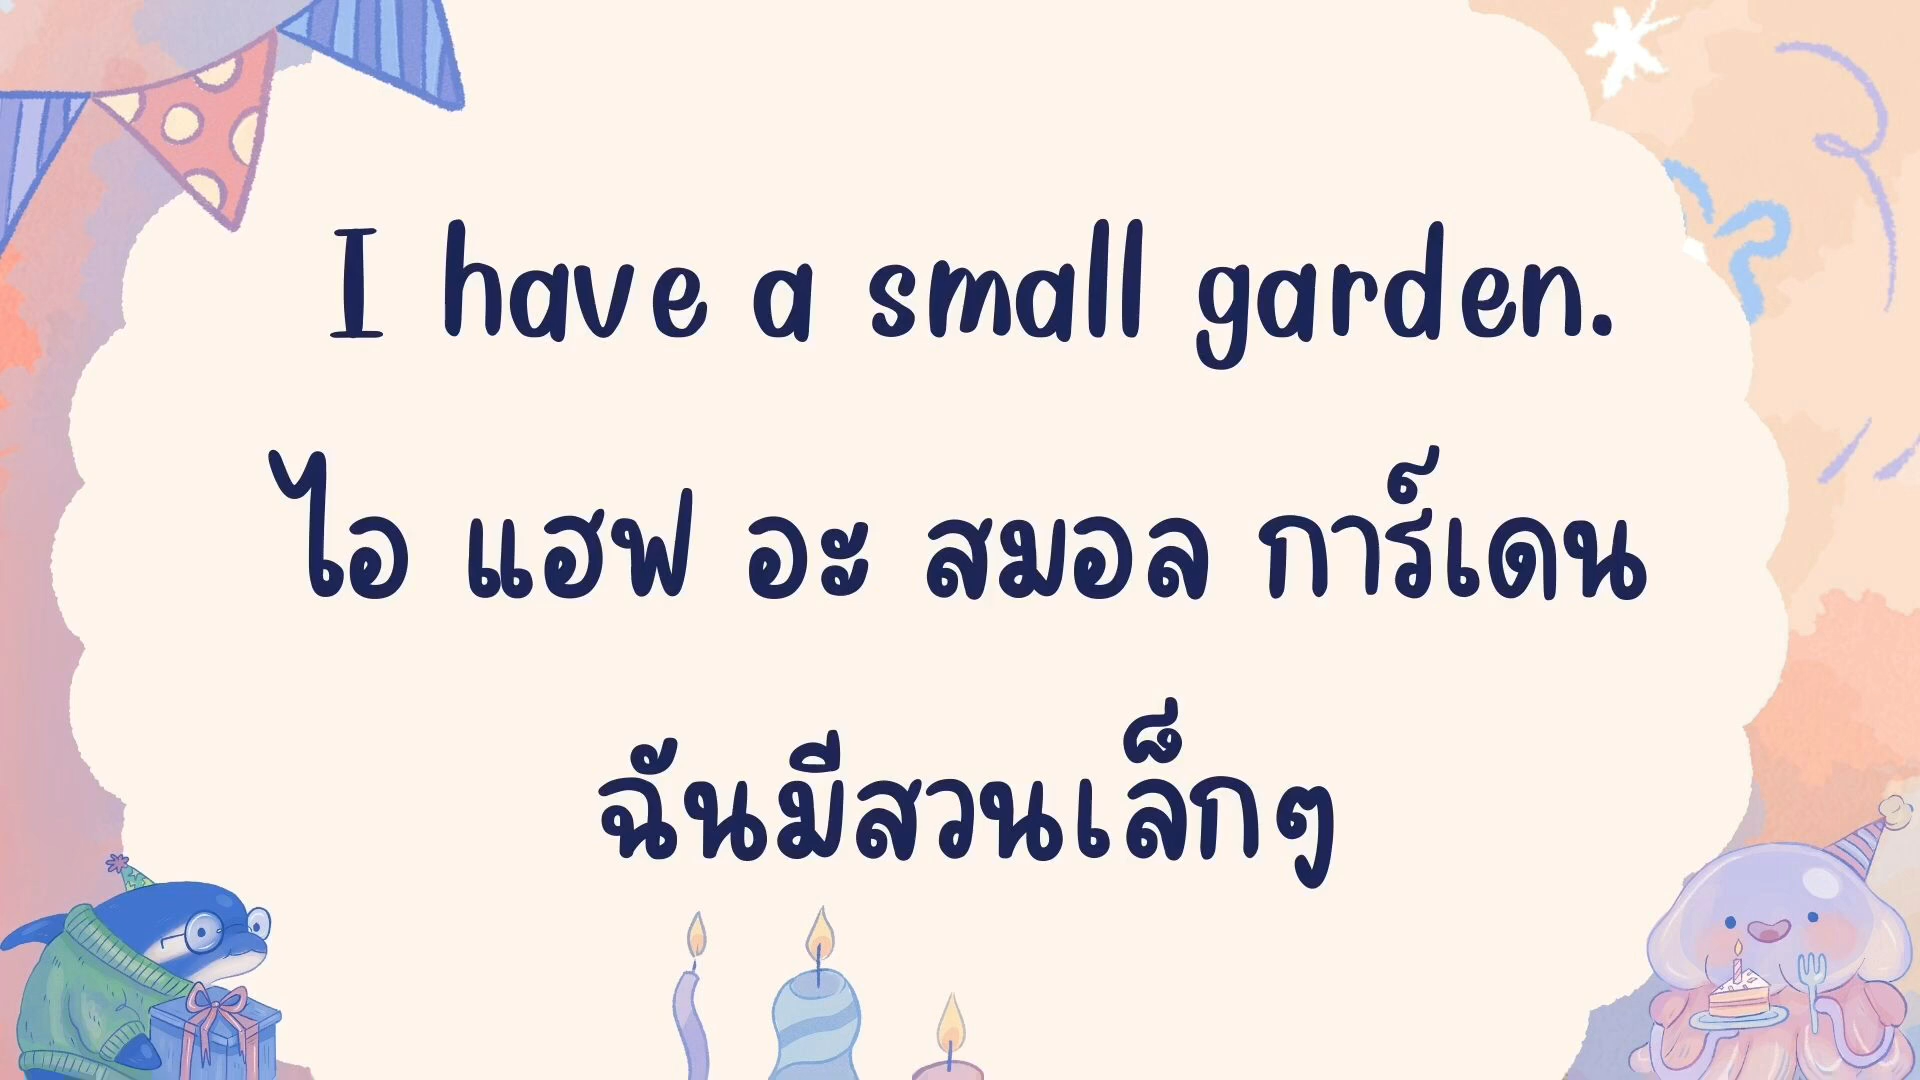 I have a small garden.
ไอ แฮฟ อะ สมอล การ์เดน
ฉันมีสวนเล็กๆ